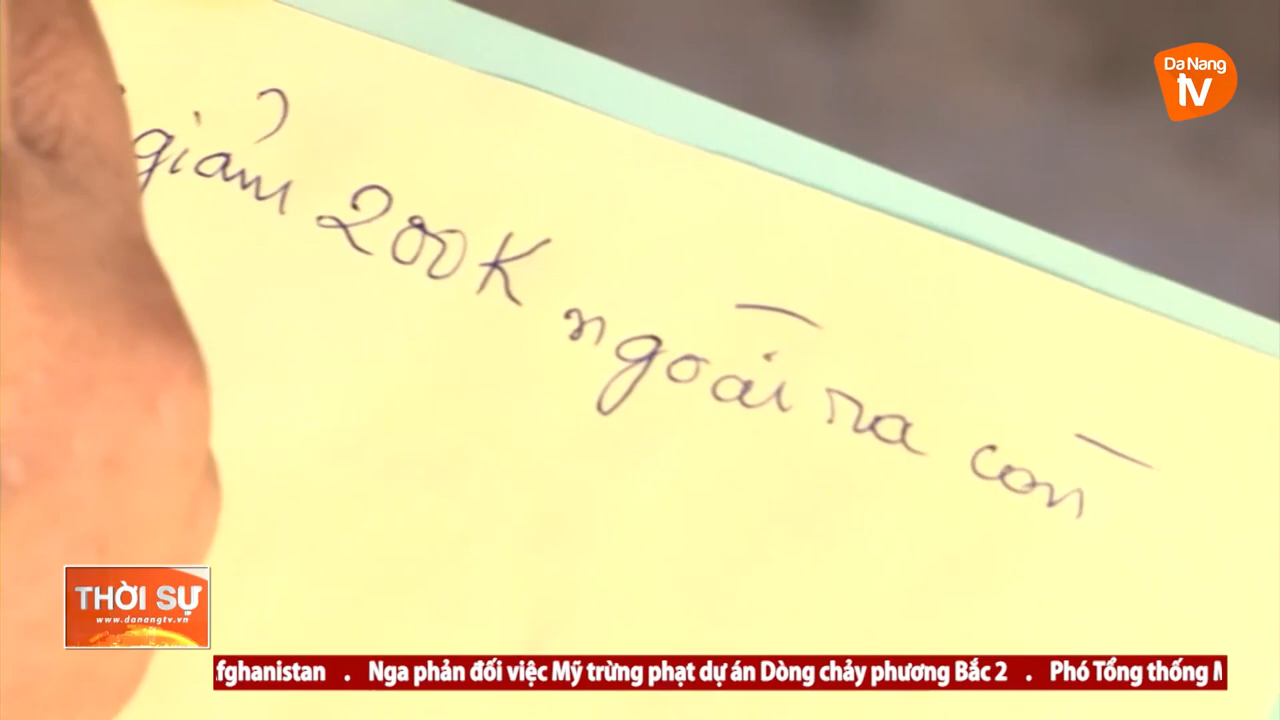 Da Nang
tv
giảm 200K ngoài ra còn
THỜI SỰ
www.danangtv.vn
fghanistan . Nga phản đối việc Mỹ trừng phạt dự án Dòng chảy phương Bắc 2 . Phó Tổng thống M